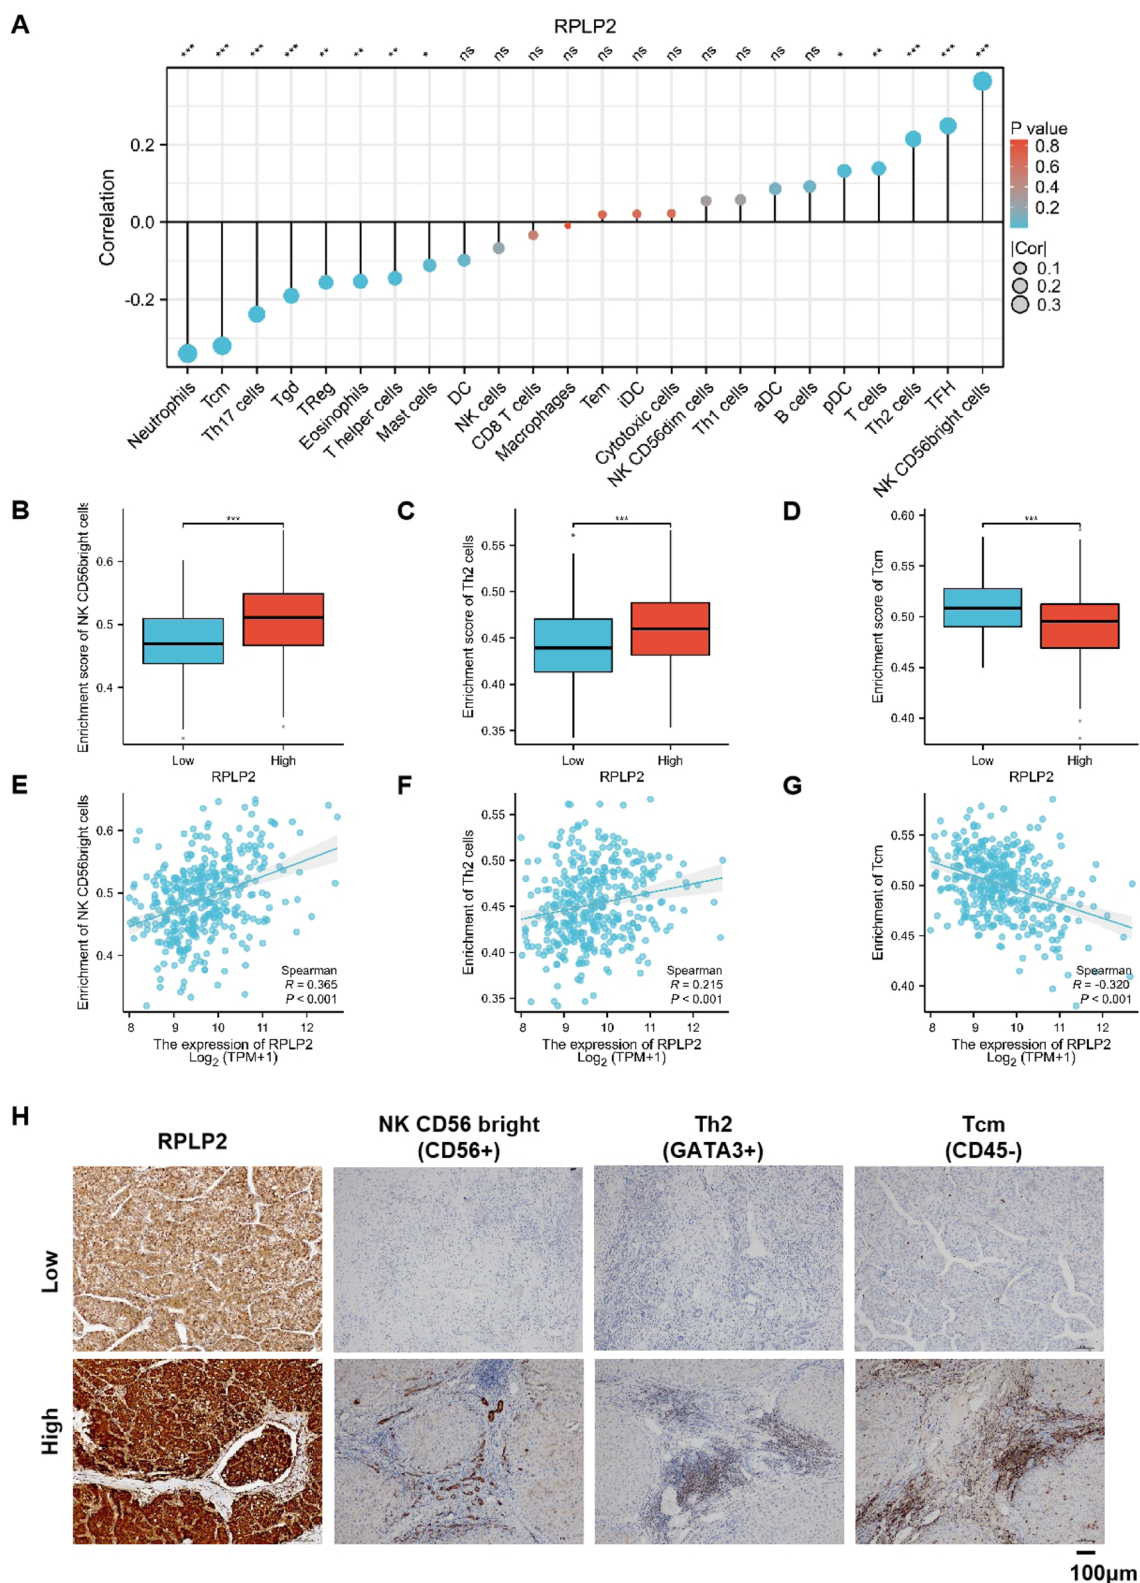 A
RPLP2
*** *** *** *** ** ** ** * ns ns ns ns ns ns ns ns ns ns ns * ** *** *** ***
Correlation
0.2
0.0
-0.2
P value
0.8
0.6
0.4
0.2
|Cor|
0.1
0.2
0.3
Neutrophils
Tcm
Th17 cells
Tgd
TReg
Eosinophils
T helper cells
Mast cells
DC
NK cells
CD8 T cells
Macrophages
Tem
iDC
Cytotoxic cells
NK CD56dim cells
Th1 cells
aDC
B cells
pDC
T cells
Th2 cells
TFH
NK CD56bright cells
B
Enrichment score of NK CD56bright cells
0.6
0.5
0.4
***
Low High
RPLP2
C
Enrichment score of Th2 cells
0.55
0.50
0.45
0.40
0.35
***
Low High
RPLP2
D
Enrichment score of Tcm
0.60
0.55
0.50
0.45
0.40
***
Low High
RPLP2
E
Enrichment of NK CD56bright cells
0.6
0.5
0.4
Spearman
R = 0.365
P < 0.001
8 9 10 11 12
The expression of RPLP2
Log2 (TPM+1)
F
Enrichment of Th2 cells
0.55
0.50
0.45
0.40
0.35
Spearman
R = 0.215
P < 0.001
8 9 10 11 12
The expression of RPLP2
Log2 (TPM+1)
G
Enrichment of Tcm
0.55
0.50
0.45
0.40
Spearman
R = -0.320
P < 0.001
8 9 10 11 12
The expression of RPLP2
Log2 (TPM+1)
H
RPLP2
NK CD56 bright
(CD56+)
Th2
(GATA3+)
Tcm
(CD45-)
Low
High
100μm